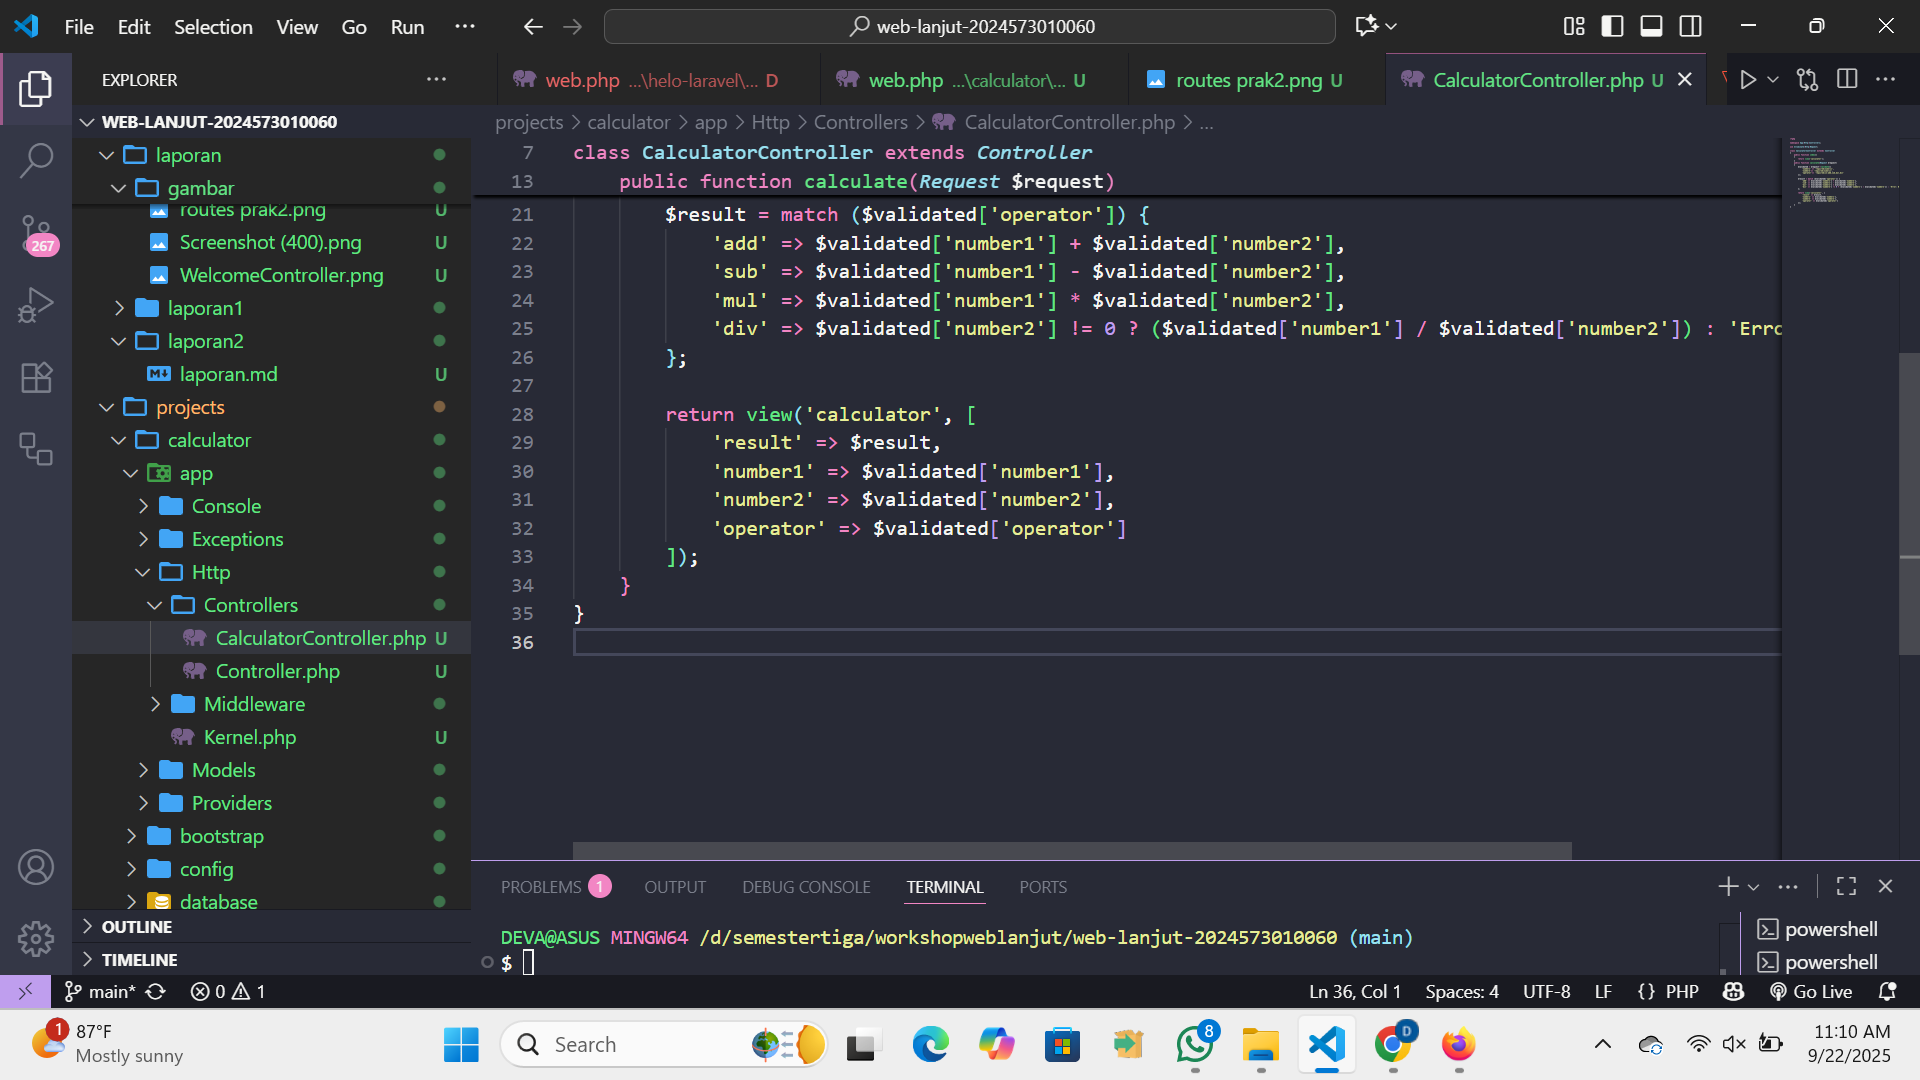 File Edit Selection View Go Run ···
web-lanjut-2024573010060
EXPLORER
web.php ...\helo-laravel\... D
web.php ...\calculator\... U
routes prak2.png U
CalculatorController.php U
projects > calculator > app > Http > Controllers > CalculatorController.php > ...
WEB-LANJUT-2024573010060
laporan
gambar
routes prak2.png U
Screenshot (400).png U
WelcomeController.png U
laporan1
laporan2
laporan.md U
projects
calculator
app
Console
Exceptions
Http
Controllers
CalculatorController.php U
Controller.php U
Middleware
Kernel.php U
Models
Providers
bootstrap
config
database
OUTLINE
TIMELINE
267
7 class CalculatorController extends Controller
13 public function calculate(Request $request)
21 $result = match ($validated['operator']) {
22 'add' => $validated['number1'] + $validated['number2'],
23 'sub' => $validated['number1'] - $validated['number2'],
24 'mul' => $validated['number1'] * $validated['number2'],
25 'div' => $validated['number2'] != 0 ? ($validated['number1'] / $validated['number2']) : 'Erro
26 };
27
28 return view('calculator', [
29 'result' => $result,
30 'number1' => $validated['number1'],
31 'number2' => $validated['number2'],
32 'operator' => $validated['operator']
33 ]);
34 }
35 }
36
PROBLEMS 1 OUTPUT DEBUG CONSOLE TERMINAL PORTS
DEVA@ASUS MINGW64 /d/semestertiga/workshopweblanjut/web-lanjut-2024573010060 (main)
$
powershell
powershell
main* 0 1
Ln 36, Col 1 Spaces: 4 UTF-8 LF {} PHP Go Live
1
87°F
Mostly sunny
Search
8
D
11:10 AM
9/22/2025